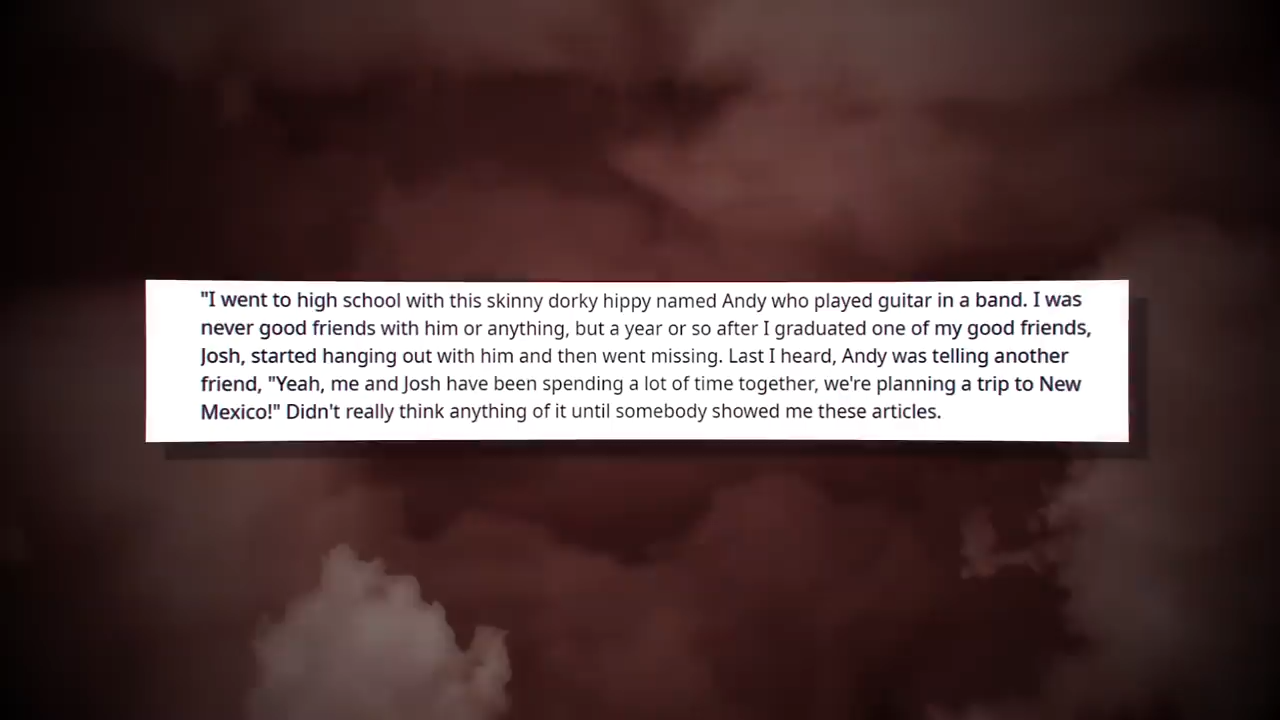 "I went to high school with this skinny dorky hippy named Andy who played guitar in a band. I was
never good friends with him or anything, but a year or so after I graduated one of my good friends,
Josh, started hanging out with him and then went missing. Last I heard, Andy was telling another
friend, "Yeah, me and Josh have been spending a lot of time together, we're planning a trip to New
Mexico!" Didn't really think anything of it until somebody showed me these articles.